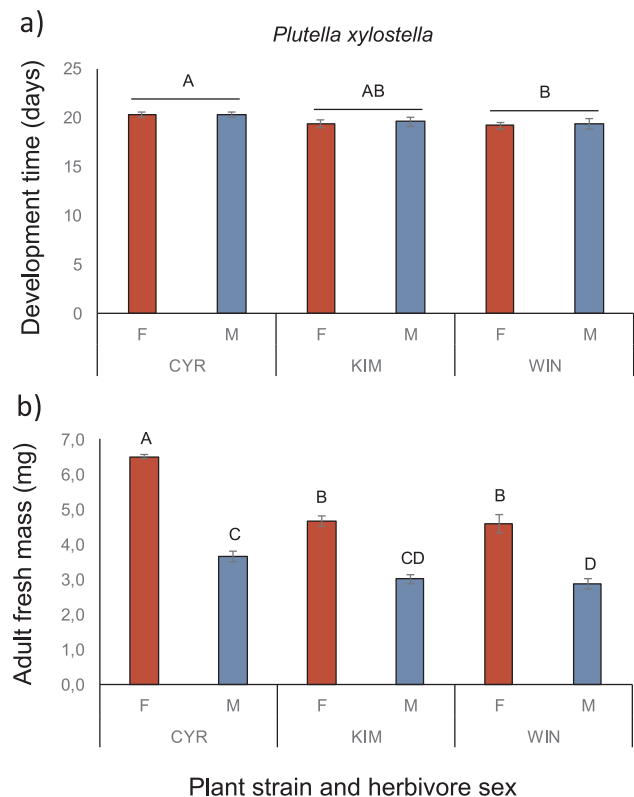 a)
Plutella xylostella
Development time (days)
25
20
15
10
5
0
A
AB
B
F M F M F M
CYR KIM WIN
b)
Adult fresh mass (mg)
7,0
6,0
5,0
4,0
3,0
2,0
1,0
0,0
A
C
B
CD
B
D
F M F M F M
CYR KIM WIN
Plant strain and herbivore sex